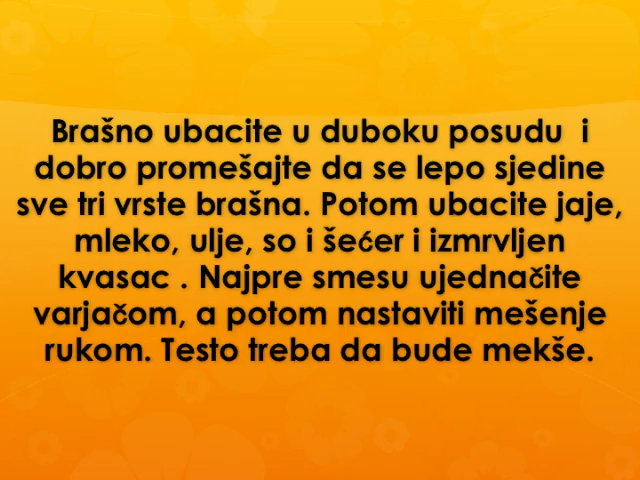 Brašno ubacite u duboku posudu  i
dobro promešajte da se lepo sjedine
sve tri vrste brašna. Potom ubacite jaje,
mleko, ulje, so i šećer i izmrvljen
kvasac . Najpre smesu ujednačite
varjačom, a potom nastaviti mešenje
rukom. Testo treba da bude mekše.